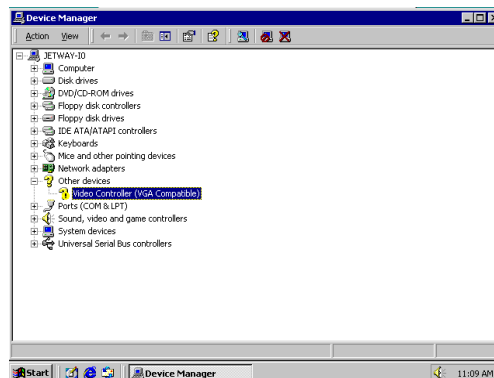 Device Manager
Action View
JETWAY-I0
Computer
Disk drives
DVD/CD-ROM drives
Floppy disk controllers
Floppy disk drives
IDE ATA/ATAPI controllers
Keyboards
Mice and other pointing devices
Network adapters
Other devices
Video Controller (VGA Compatible)
Ports (COM & LPT)
Sound, video and game controllers
System devices
Universal Serial Bus controllers
Start Device Manager 11:09 AM